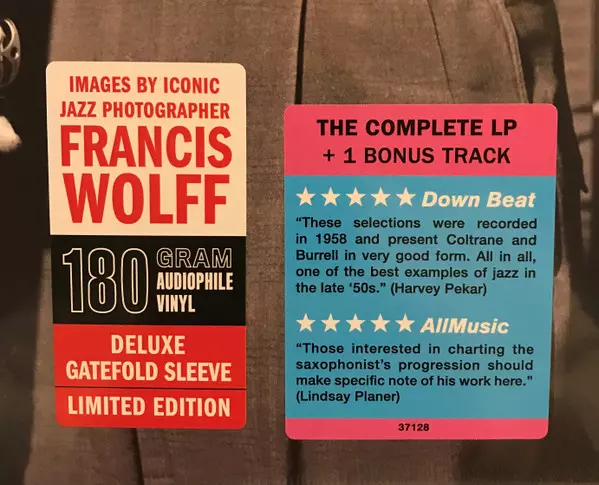 IMAGES BY ICONIC
JAZZ PHOTOGRAPHER
FRANCIS
WOLFF
180 GRAM
AUDIOPHILE
VINYL
DELUXE
GATEFOLD SLEEVE
LIMITED EDITION
THE COMPLETE LP
+ 1 BONUS TRACK
★★★★★ Down Beat
“These selections were recorded
in 1958 and present Coltrane and
Burrell in very good form. All in all,
one of the best examples of jazz in
the late ‘50s.” (Harvey Pekar)
★★★★★ AllMusic
“Those interested in charting the
saxophonist’s progression should
make specific note of his work here.”
(Lindsay Planer)
37128